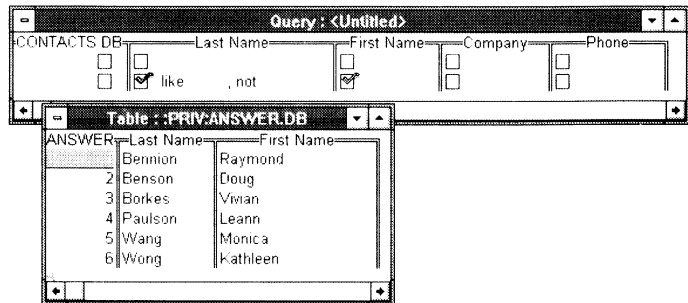 Query : <Untitled>
CONTACTS DB Last Name First Name Company Phone
like , not
Table : :PRIV:ANSWER.DB
ANSWER Last Name First Name
Bennion Raymond
2 Benson Doug
3 Borkes Vivian
4 Paulson Leann
5 Wang Monica
6 Wong Kathleen